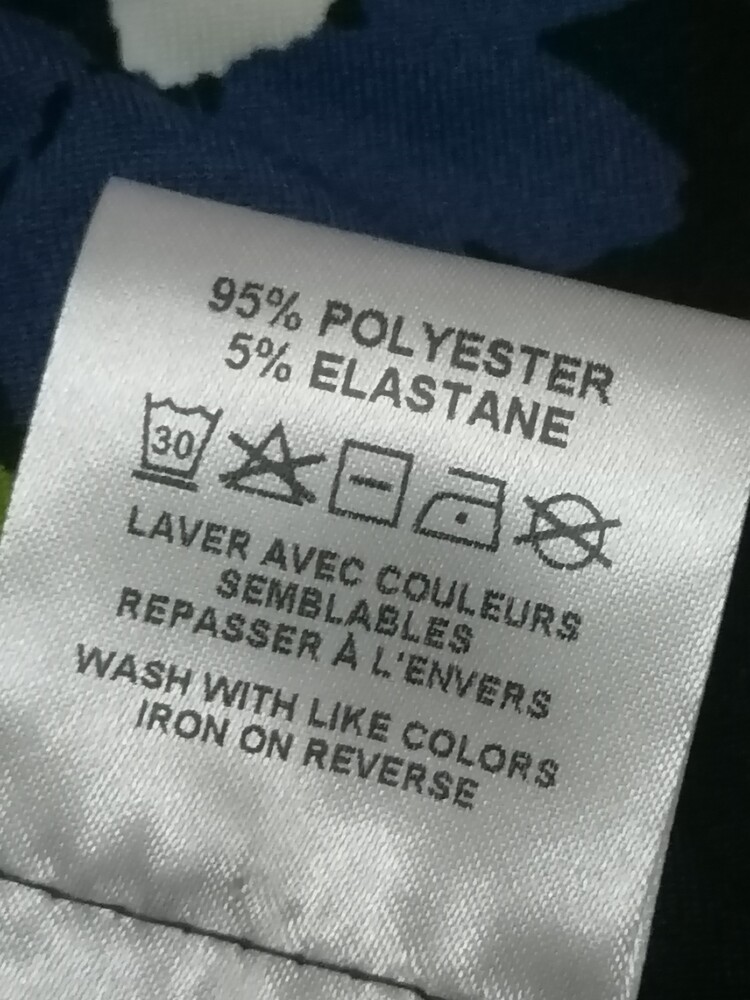 95% POLYESTER
5% ELASTANE
30
LAVER AVEC COULEURS
SEMBLABLES
REPASSER À L'ENVERS
WASH WITH LIKE COLORS
IRON ON REVERSE